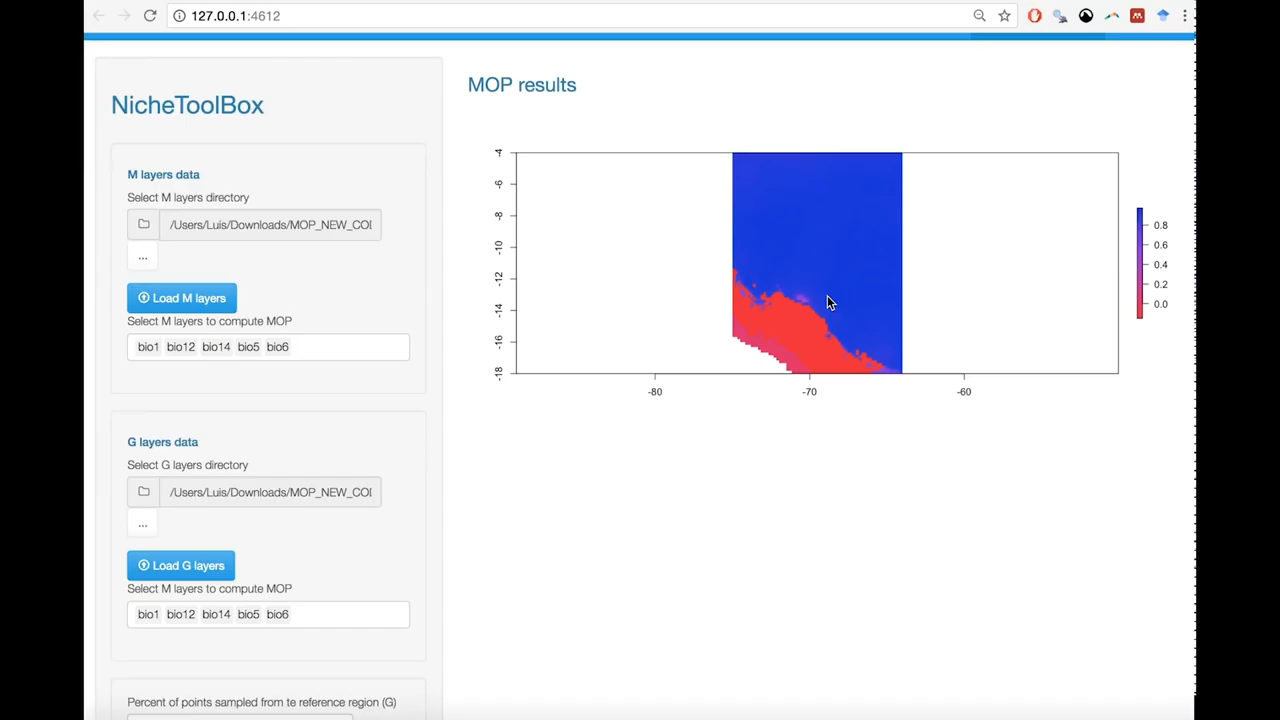 127.0.0.1:4612
NicheToolBox
M layers data
Select M layers directory
/Users/Luis/Downloads/MOP_NEW_COI
...
Load M layers
Select M layers to compute MOP
bio1 bio12 bio14 bio5 bio6
G layers data
Select G layers directory
/Users/Luis/Downloads/MOP_NEW_COI
...
Load G layers
Select M layers to compute MOP
bio1 bio12 bio14 bio5 bio6
Percent of points sampled from te reference region (G)
MOP results
-4
-6
-8
-10
-12
-14
-16
-18
-80 -70 -60
0.8
0.6
0.4
0.2
0.0